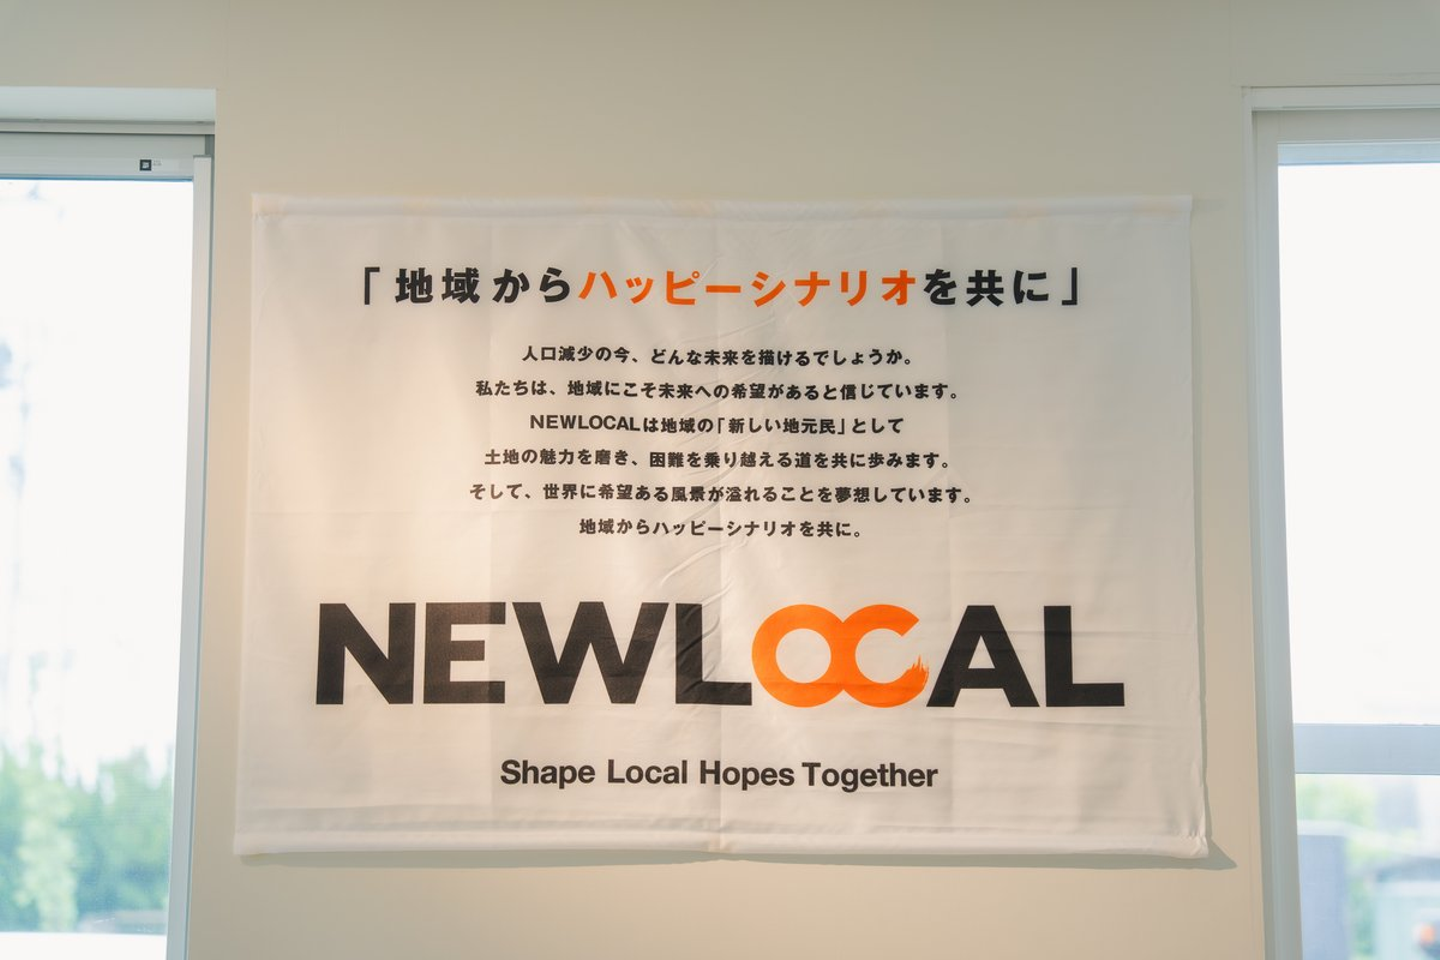 「地域からハッピーシナリオを共に」
人口減少の今、どんな未来を描けるでしょうか。
私たちは、地域にこそ未来への希望があると信じています。
NEWLOCALは地域の「新しい地元民」として
土地の魅力を磨き、困難を乗り越える道を共に歩みます。
そして、世界に希望ある風景が溢れることを夢想しています。
地域からハッピーシナリオを共に。
NEWLOCAL
Shape Local Hopes Together